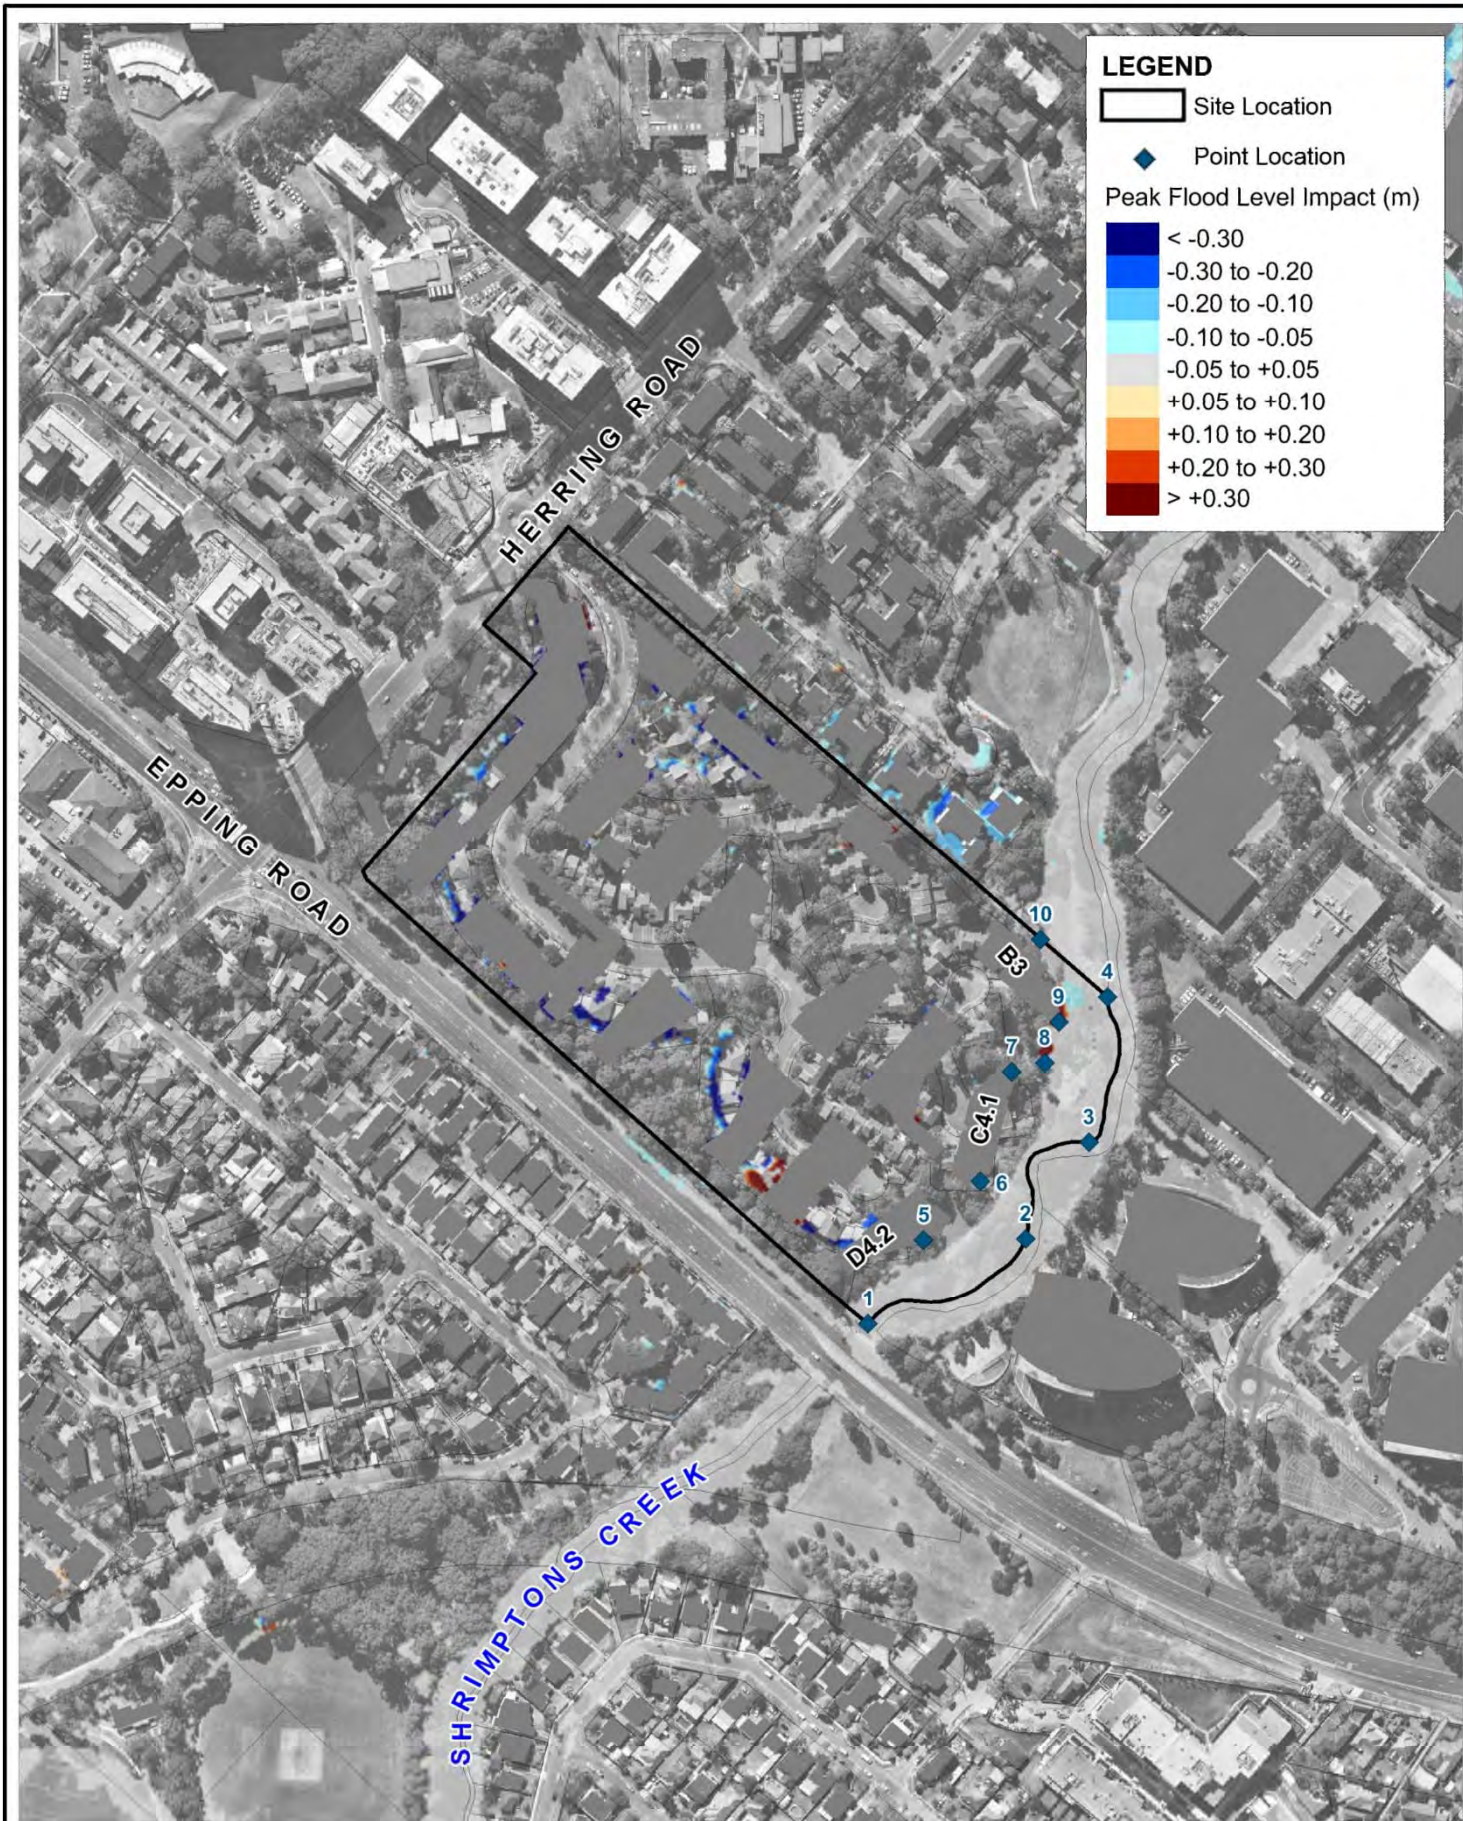 LEGEND
Site Location
Point Location
Peak Flood Level Impact (m)
< -0.30
-0.30 to -0.20
-0.20 to -0.10
-0.10 to -0.05
-0.05 to +0.05
+0.05 to +0.10
+0.10 to +0.20
+0.20 to +0.30
> +0.30
HERRING ROAD
EPPING ROAD
10
B3
4
9
8
7
C4.1
3
6
5
2
D4.2
1
SHRIMPTONS CREEK